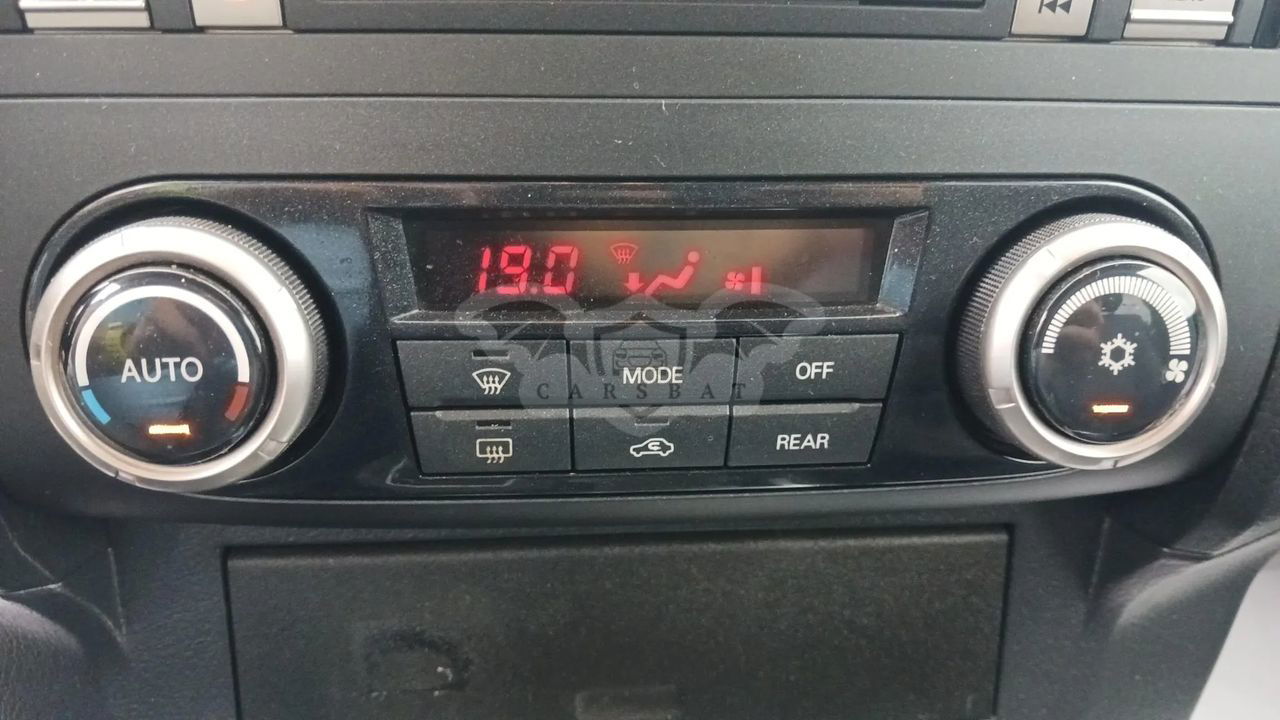 19.0
AUTO
MODE
OFF
CARSBAT
REAR